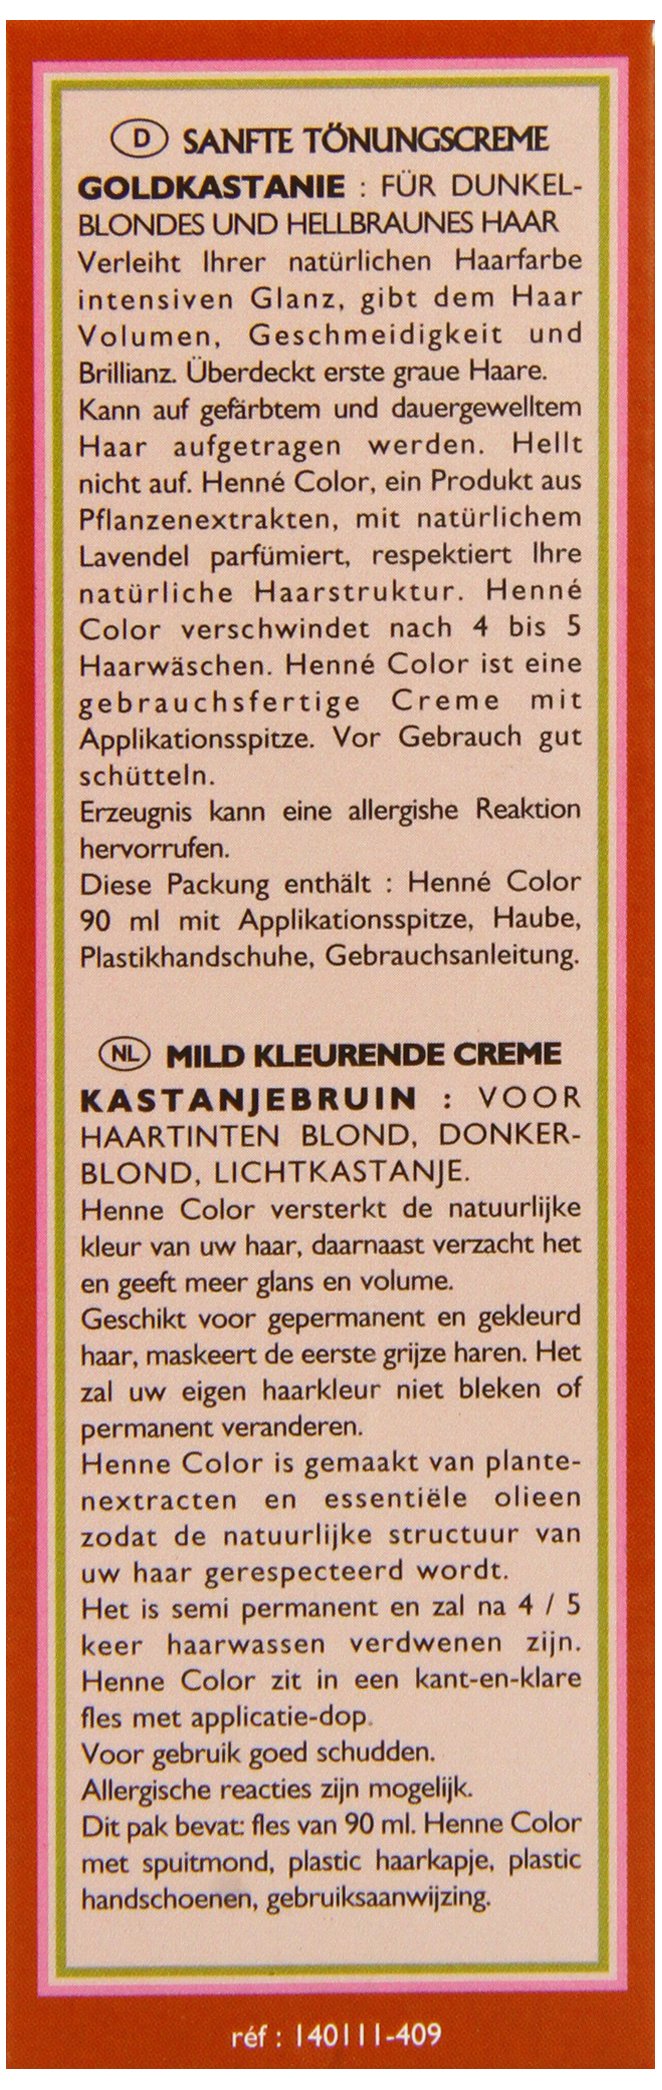 D SANFTE TÖNUNGSCREME
GOLDKASTANIE : FÜR DUNKEL-
BLONDES UND HELLBRAUNES HAAR
Verleiht Ihrer natürlichen Haarfarbe
intensiven Glanz, gibt dem Haar
Volumen, Geschmeidigkeit und
Brillianz. Überdeckt erste graue Haare.
Kann auf gefärbtem und dauergewelltem
Haar aufgetragen werden. Hellt
nicht auf. Henné Color, ein Produkt aus
Pflanzenextrakten, mit natürlichem
Lavendel parfümiert, respektiert Ihre
natürliche Haarstruktur. Henné
Color verschwindet nach 4 bis 5
Haarwäschen. Henné Color ist eine
gebrauchsfertige Creme mit
Applikationsspitze. Vor Gebrauch gut
schütteln.
Erzeugnis kann eine allergishe Reaktion
hervorrufen.
Diese Packung enthält : Henné Color
90 ml mit Applikationsspitze, Haube,
Plastikhandschuhe, Gebrauchsanleitung.
NL MILD KLEURENDE CREME
KASTANJEBRUIN : VOOR
HAARTINTEN BLOND, DONKER-
BLOND, LICHTKASTANJE.
Henne Color versterkt de natuurlijke
kleur van uw haar, daarnaast verzacht het
en geeft meer glans en volume.
Geschikt voor gepermanent en gekleurd
haar, maskeert de eerste grijze haren. Het
zal uw eigen haarkleur niet bleken of
permanent veranderen.
Henne Color is gemaakt van plante-
nextracten en essentiële olieen
zodat de natuurlijke structuur van
uw haar gerespecteerd wordt.
Het is semi permanent en zal na 4 / 5
keer haarwassen verdwenen zijn.
Henne Color zit in een kant-en-klare
fles met applicatie-dop.
Voor gebruik goed schudden.
Allergische reacties zijn mogelijk.
Dit pak bevat: fles van 90 ml. Henne Color
met spuitmond, plastic haarkapje, plastic
handschoenen, gebruiksaanwijzing.
réf : 140111-409